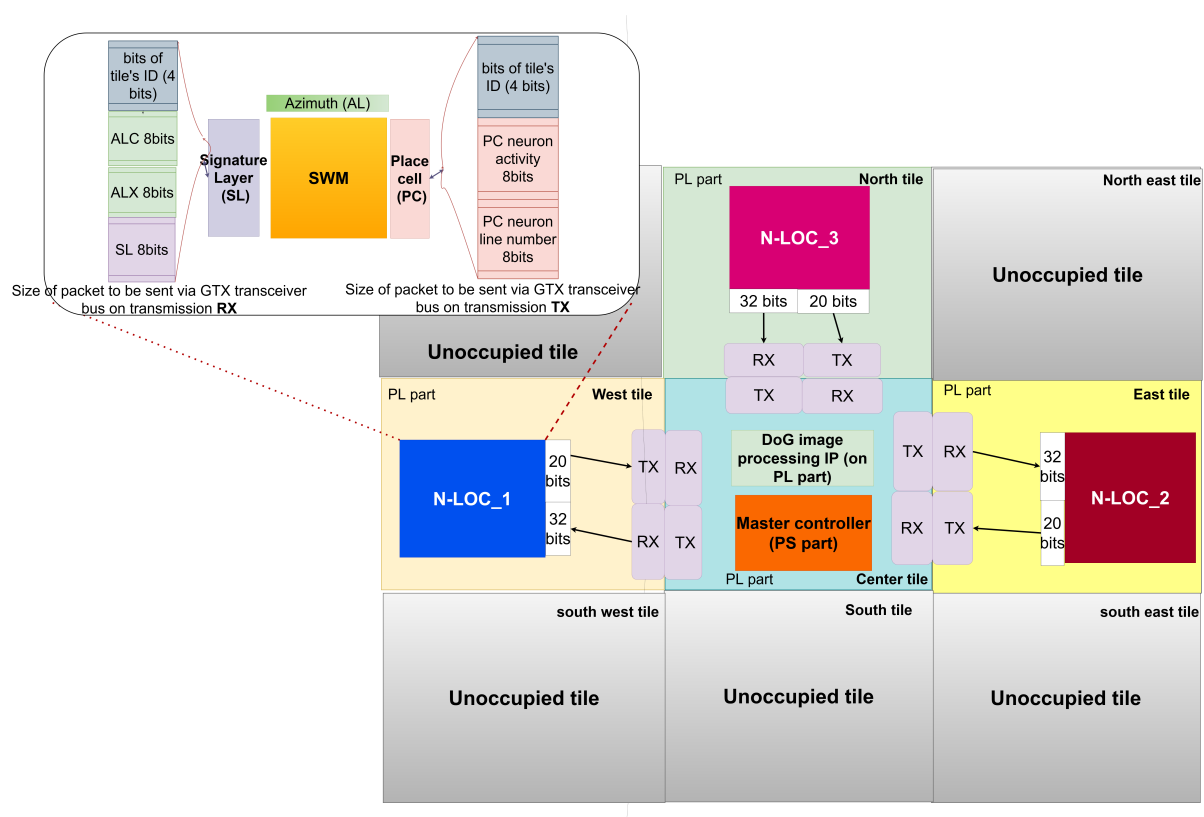 bits of
tile's ID (4
bits)
ALC 8bits
ALX 8bits
SL 8bits
Signature
Layer
(SL)
Azimuth (AL)
SWM
Place
cell
(PC)
bits of tile's
ID (4 bits)
PC neuron
activity
8bits
PC neuron
line number
8bits
Size of packet to be sent via GTX transceiver
bus on transmission RX
Size of packet to be sent via GTX transceiver
bus on transmission TX
Unoccupied tile
PL part
North tile
N-LOC_3
32 bits
20 bits
RX
TX
TX
RX
North east tile
Unoccupied tile
PL part
West tile
N-LOC_1
20
bits
32
bits
TX
RX
RX
TX
DoG image
processing IP (on
PL part)
Master controller
(PS part)
PL part
Center tile
TX
RX
RX
TX
PL part
East tile
32
bits
20
bits
N-LOC_2
south west tile
Unoccupied tile
South tile
Unoccupied tile
south east tile
Unoccupied tile